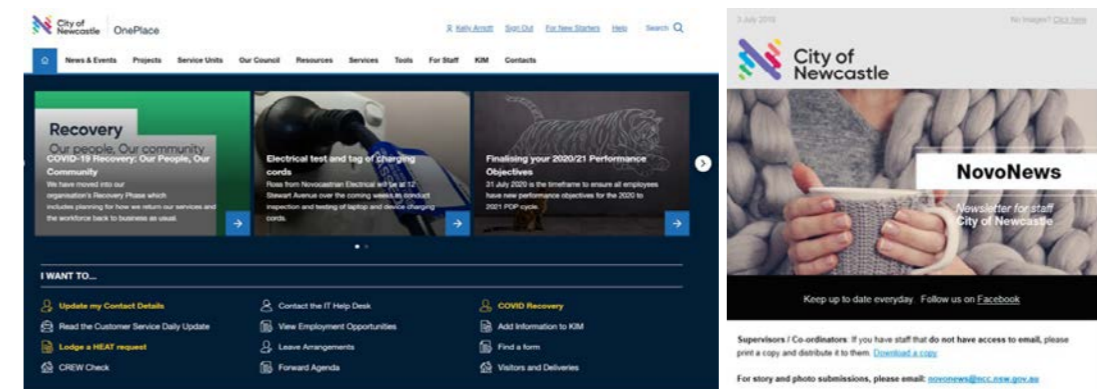 City of
Newcastle
OnePlace
Kelly Arnott Sign Out For New Starters Help Search
News & Events Projects Service Units Our Council Resources Services Tools For Staff KIM Contacts
Recovery
Our people, Our community
COVID-19 Recovery: Our People, Our
Community
We have moved into our
organisation's Recovery Phase which
includes planning for how we return our services and
the workforce back to business as usual.
Electrical test and tag of charging
cords
Ross from Novocastrian Electrical will be at 12
Stewart Avenue over the coming weeks to conduct
inspection and testing of laptop and device charging
cords.
Finalising your 2020/21 Performance
Objectives
31 July 2020 is the timeframe to ensure all employees
have new performance objectives for the 2020 to
2021 PDP cycle.
I WANT TO...
Update my Contact Details
Read the Customer Service Daily Update
Lodge a HEAT request
CREW Check
Contact the IT Help Desk
View Employment Opportunities
Leave Arrangements
Forward Agenda
COVID Recovery
Add Information to KIM
Find a form
Visitors and Deliveries
No Images? Click here
City of
Newcastle
NovoNews
Newsletter for staff
City of Newcastle
Keep up to date everyday. Follow us on Facebook
Supervisors / Co-ordinators: If you have staff that do not have access to email, please
print a copy and distribute it to them. Download a copy
For story and photo submissions, please email: novonews@ncc.nsw.gov.au